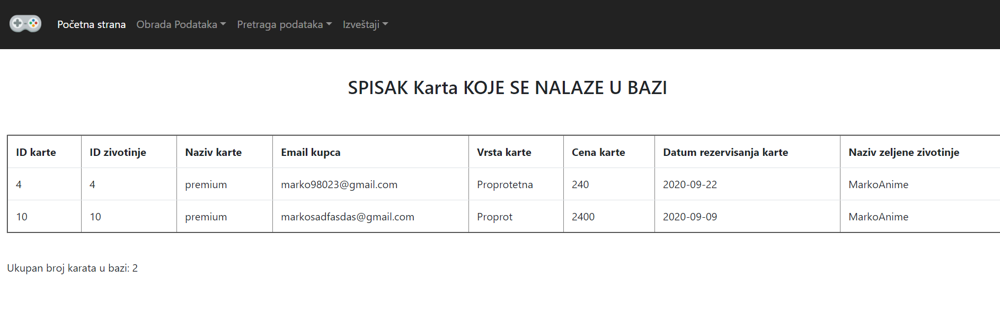 Početna strana Obrada Podataka Pretraga podataka Izveštaji
SPISAK Karta KOJE SE NALAZE U BAZI
ID karte ID zivotinje Naziv karte Email kupca Vrsta karte Cena karte Datum rezervisanja karte Naziv zeljene zivotinje
4 4 premium marko98023@gmail.com Proprotetna 240 2020-09-22 MarkoAnime
10 10 premium markosadfasdas@gmail.com Proprot 2400 2020-09-09 MarkoAnime
Ukupan broj karata u bazi: 2